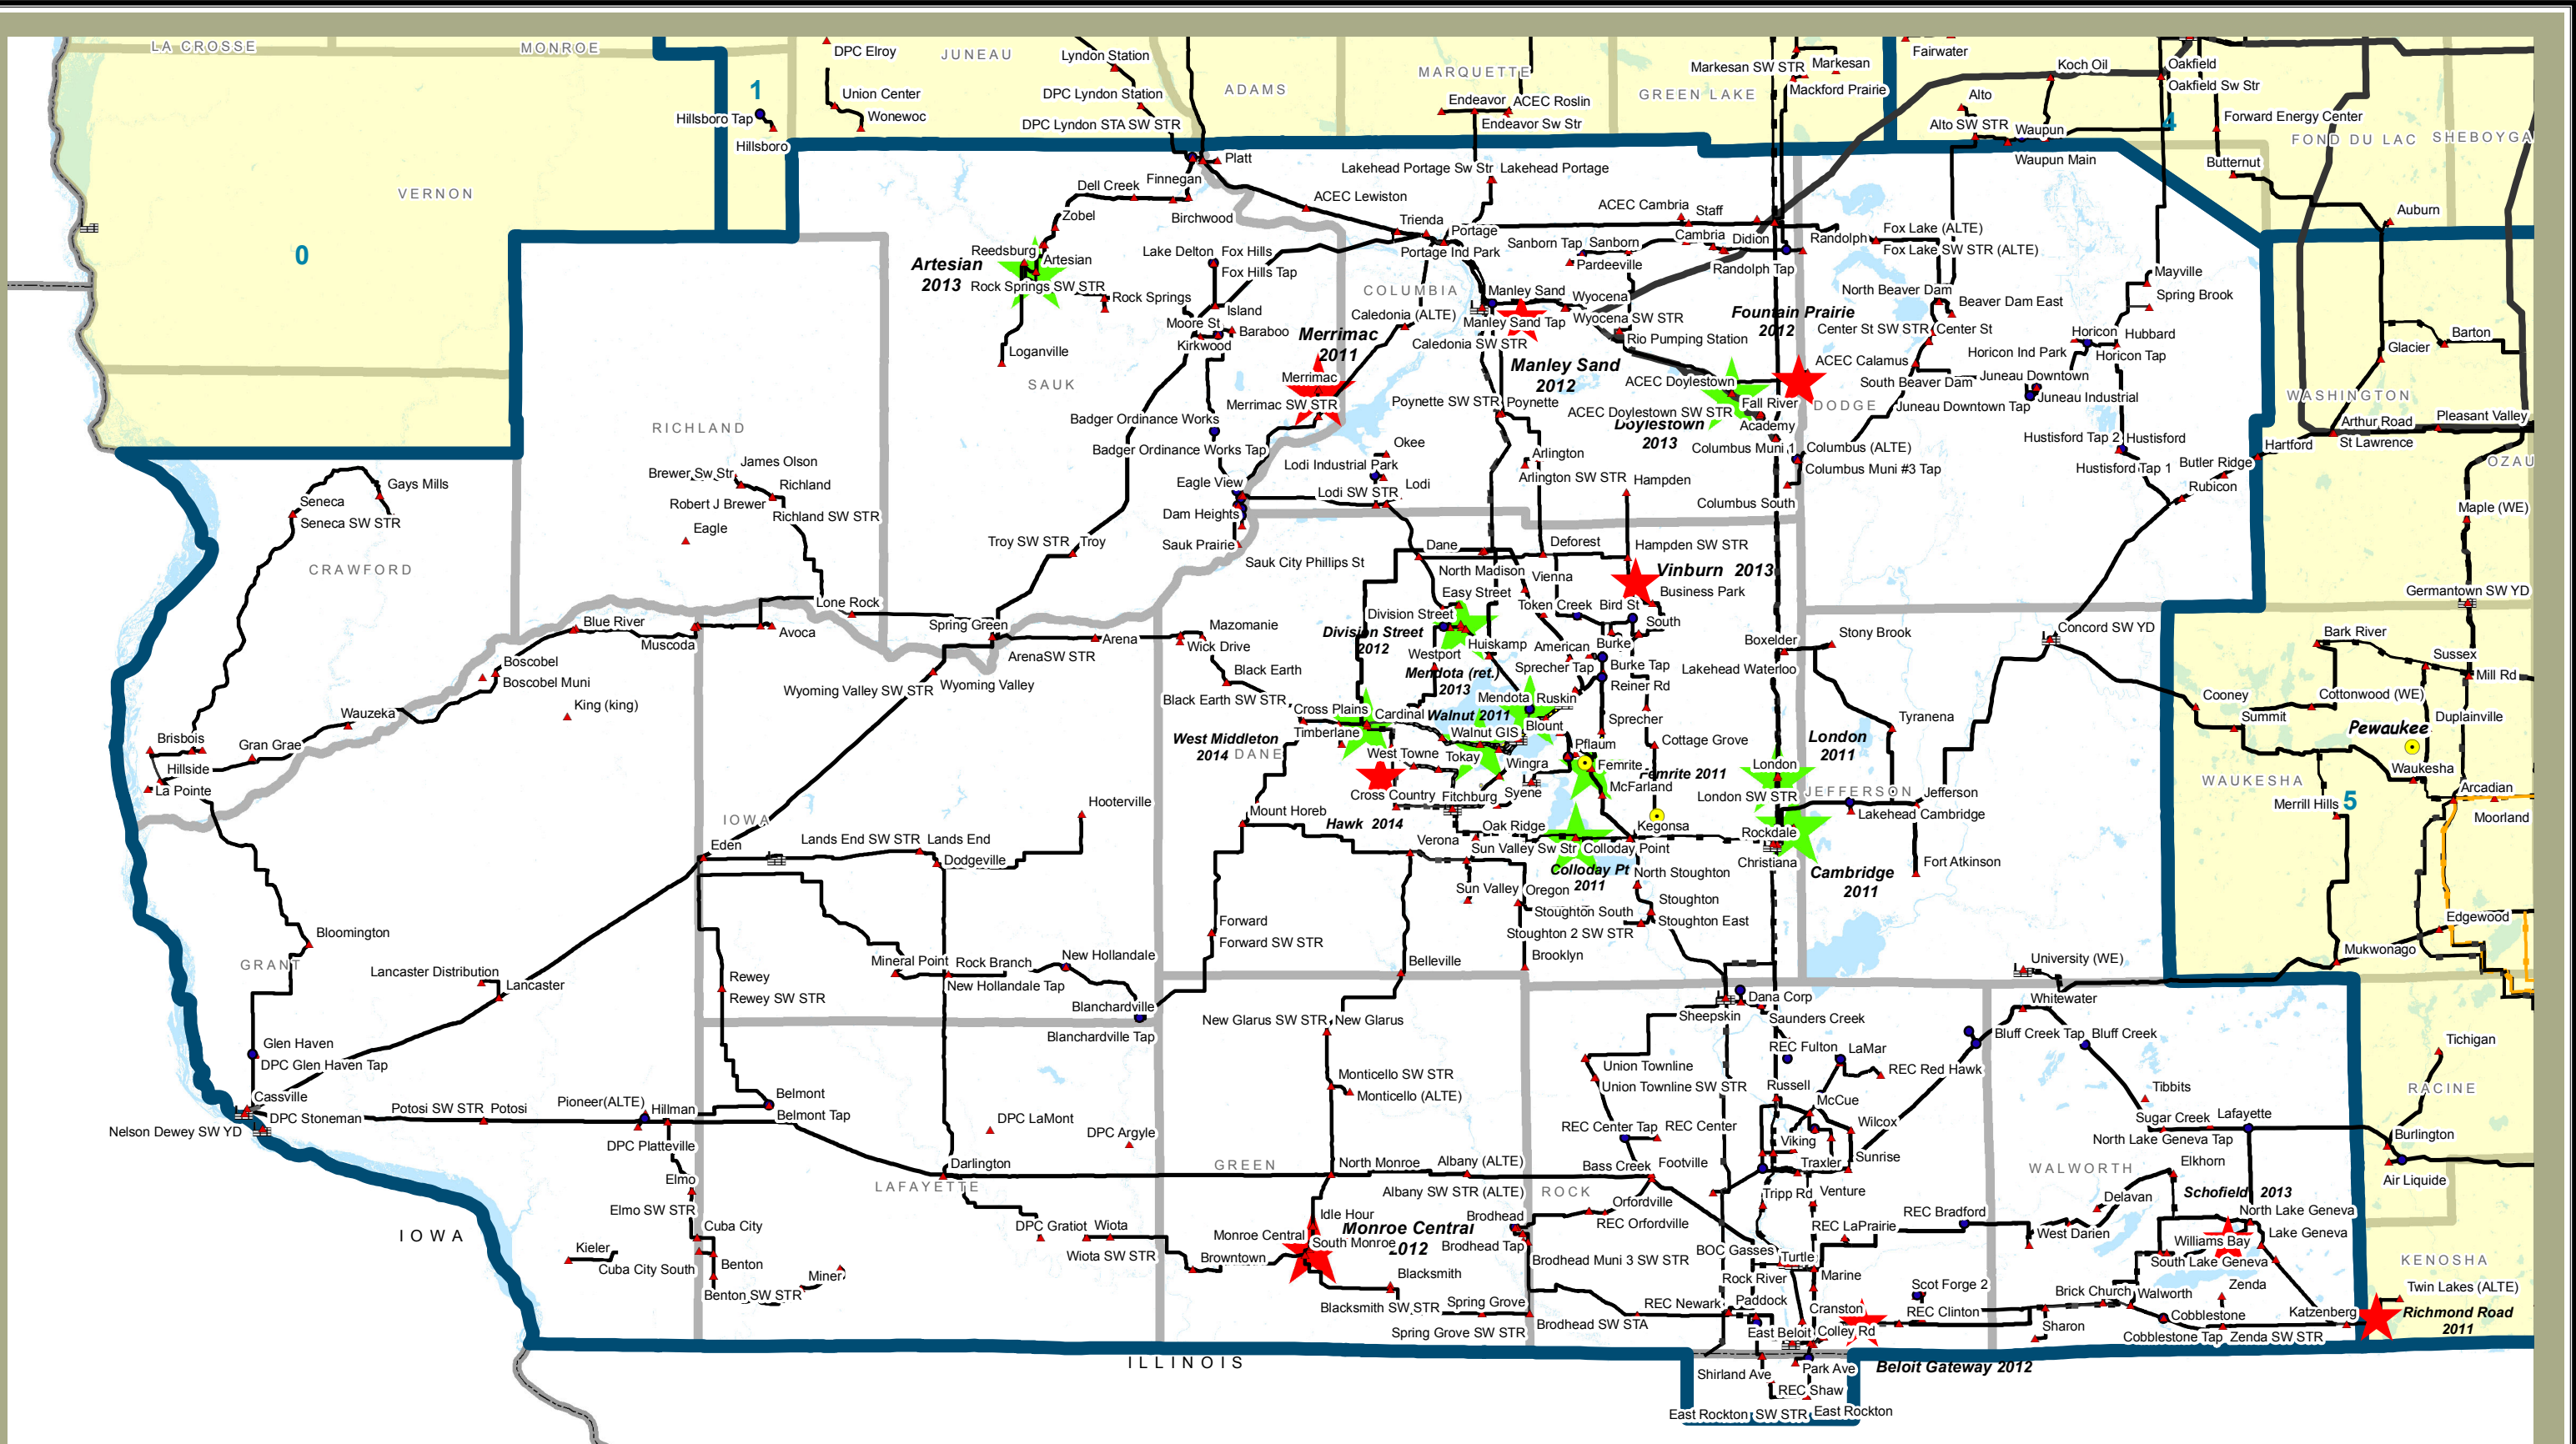 LA CROSSE
MONROE
DPC Elroy
JUNEAU
Lyndon Station
ADAMS
MARQUETTE
GREEN LAKE
Markesan SW STR
Markesan
Mackford Prairie
Fairwater
Koch Oil
Oakfield
Oakfield Sw Str
1
Hillsboro Tap
Hillsboro
Union Center
Wonewoc
DPC Lyndon Station
DPC Lyndon STA SW STR
Endeavor
ACEC Roslin
Endeavor Sw Str
Alto
Alto SW STR
Waupun
Waupun Main
4
Forward Energy Center
FOND DU LAC
SHEBOYGA
Butternut
VERNON
0
Platt
Finnegan
Dell Creek
Birchwood
Zobel
ACEC Lewiston
Lakehead Portage Sw Str
Lakehead Portage
Trienda
Portage
Portage Ind Park
ACEC Cambria
Staff
Cambria
Didion
Sanborn Tap
Sanborn
Pardeeville
Randolph
Randolph Tap
Fox Lake (ALTE)
Fox Lake SW STR (ALTE)
Auburn
Reedsburg
Artesian
Artesian
2013
Rock Springs SW STR
Rock Springs
Loganville
Lake Delton
Fox Hills
Fox Hills Tap
Island
Moore St
Baraboo
Kirkwood
COLUMBIA
Caledonia (ALTE)
Caledonia SW STR
Manley Sand
Manley Sand Tap
Wyocena
Wyocena SW STR
Rio Pumping Station
Manley Sand
2012
Fountain Prairie
2012
North Beaver Dam
Beaver Dam East
Center St SW STR
Center St
Mayville
Spring Brook
Horicon
Hubbard
Horicon Ind Park
Horicon Tap
Barton
Glacier
SAUK
Merrimac
2011
Merrimac
Merrimac SW STR
Poynette SW STR
Poynette
ACEC Doylestown
ACEC Doylestown SW STR
Fall River
Doylestown
2013
Academy
ACEC Calamus
South Beaver Dam
DODGE
Juneau Downtown
Juneau Downtown Tap
Juneau Industrial
WASHINGTON
Arthur Road
Pleasant Valley
St Lawrence
Hartford
RICHLAND
Badger Ordinance Works
Badger Ordinance Works Tap
Okee
Lodi Industrial Park
Lodi SW STR
Lodi
Arlington
Arlington SW STR
Hampden
Columbus Muni 1
Columbus (ALTE)
Columbus Muni #3 Tap
Columbus South
Hustisford Tap 2
Hustisford
Hustisford Tap 1
Butler Ridge
Rubicon
OZAU
Maple (WE)
Gays Mills
Seneca
Seneca SW STR
Brewer Sw Str
James Olson
Richland
Robert J Brewer
Richland SW STR
Eagle
Eagle View
Dam Heights
Sauk Prairie
Sauk City Phillips St
CRAWFORD
Troy SW STR
Troy
Dane
Deforest
Hampden SW STR
North Madison
Vienna
Vinburn 2013
Business Park
Easy Street
Division Street
Token Creek
Bird St
South
Division Street
2012
Huiskamp
American
Burke
Burke Tap
Westport
Sprecher Tap
Reiner Rd
Mendota (ret.)
2013
Germantown SW YD
Lone Rock
Spring Green
Blue River
Muscoda
Avoca
Arena
ArenaSW STR
Mazomanie
Wick Drive
Black Earth
Black Earth SW STR
Boscobel
Boscobel Muni
King (king)
Wyoming Valley SW STR
Wyoming Valley
Boxelder
Stony Brook
Lakehead Waterloo
Concord SW YD
Bark River
Sussex
Mill Rd
Cooney
Summit
Cottonwood (WE)
Duplainville
Pewaukee
Waukesha
WAUKESHA
Merrill Hills
5
Arcadian
Moorland
Wauzeka
Brisbois
Gran Grae
Hillside
La Pointe
Cross Plains
Cardinal
Timberlane
Walnut 2011
Mendota
Ruskin
Blount
Walnut GIS
Sprecher
Cottage Grove
West Middleton
2014
DANE
West Towne
Tokay
Wingra
Pflaum
Femrite
Femrite 2011
McFarland
Tyranena
London
2011
London
London SW STR
JEFFERSON
Jefferson
Lakehead Cambridge
Cross Country
Fitchburg
Syene
Hawk 2014
Mount Horeb
Hooterville
IOWA
Eden
Lands End SW STR
Lands End
Dodgeville
Verona
Oak Ridge
Kegonsa
Sun Valley Sw Str
Colloday Point
Colloday Pt
2011
Rockdale
Christiana
Cambridge
2011
Fort Atkinson
Sun Valley
Oregon
North Stoughton
Stoughton
Stoughton South
Stoughton East
Stoughton 2 SW STR
Brooklyn
Forward
Forward SW STR
Belleville
Edgewood
Mukwonago
University (WE)
Whitewater
Bloomington
GRANT
Lancaster Distribution
Lancaster
Rewey
Rewey SW STR
Mineral Point
Rock Branch
New Hollandale
New Hollandale Tap
Blanchardville
Blanchardville Tap
New Glarus SW STR
New Glarus
Dana Corp
Sheepskin
Saunders Creek
REC Fulton
LaMar
REC Red Hawk
Bluff Creek Tap
Bluff Creek
Tichigan
RACINE
Glen Haven
DPC Glen Haven Tap
Cassville
DPC Stoneman
Nelson Dewey SW YD
Potosi SW STR
Potosi
Pioneer(ALTE)
Hillman
DPC Platteville
Belmont
Belmont Tap
DPC LaMont
DPC Argyle
Monticello SW STR
Monticello (ALTE)
Union Townline
Union Townline SW STR
Russell
McCue
Wilcox
REC Center Tap
REC Center
Viking
Sunrise
Traxler
Tibbits
Sugar Creek
Lafayette
North Lake Geneva Tap
Burlington
Air Liquide
Elmo
Elmo SW STR
Darlington
LAFAYETTE
GREEN
North Monroe
Albany (ALTE)
Albany SW STR (ALTE)
Bass Creek
Footville
ROCK
Orfordville
REC Orfordville
Tripp Rd
Venture
REC LaPrairie
REC Bradford
WALWORTH
Elkhorn
Delavan
West Darien
Schofield 2013
North Lake Geneva
Lake Geneva
Williams Bay
South Lake Geneva
KENOSHA
IOWA
Kieler
Cuba City
Cuba City South
Benton
Benton SW STR
Miner
DPC Gratiot
Wiota
Wiota SW STR
Browntown
Idle Hour
Monroe Central
South Monroe
Monroe Central
2012
Brodhead
Brodhead Tap
Brodhead Muni 3 SW STR
Blacksmith
Blacksmith SW STR
Spring Grove
Spring Grove SW STR
Brodhead SW STA
BOC Gasses
Turtle
Marine
Rock River
Paddock
REC Newark
Cranston
East Beloit
Colley Rd
Scot Forge 2
REC Clinton
Sharon
Brick Church
Walworth
Zenda
Cobblestone
Cobblestone Tap
Zenda SW STR
Katzenberg
Twin Lakes (ALTE)
Richmond Road
2011
ILLINOIS
Shirland Ave
Park Ave
Beloit Gateway 2012
REC Shaw
East Rockton SW STR
East Rockton